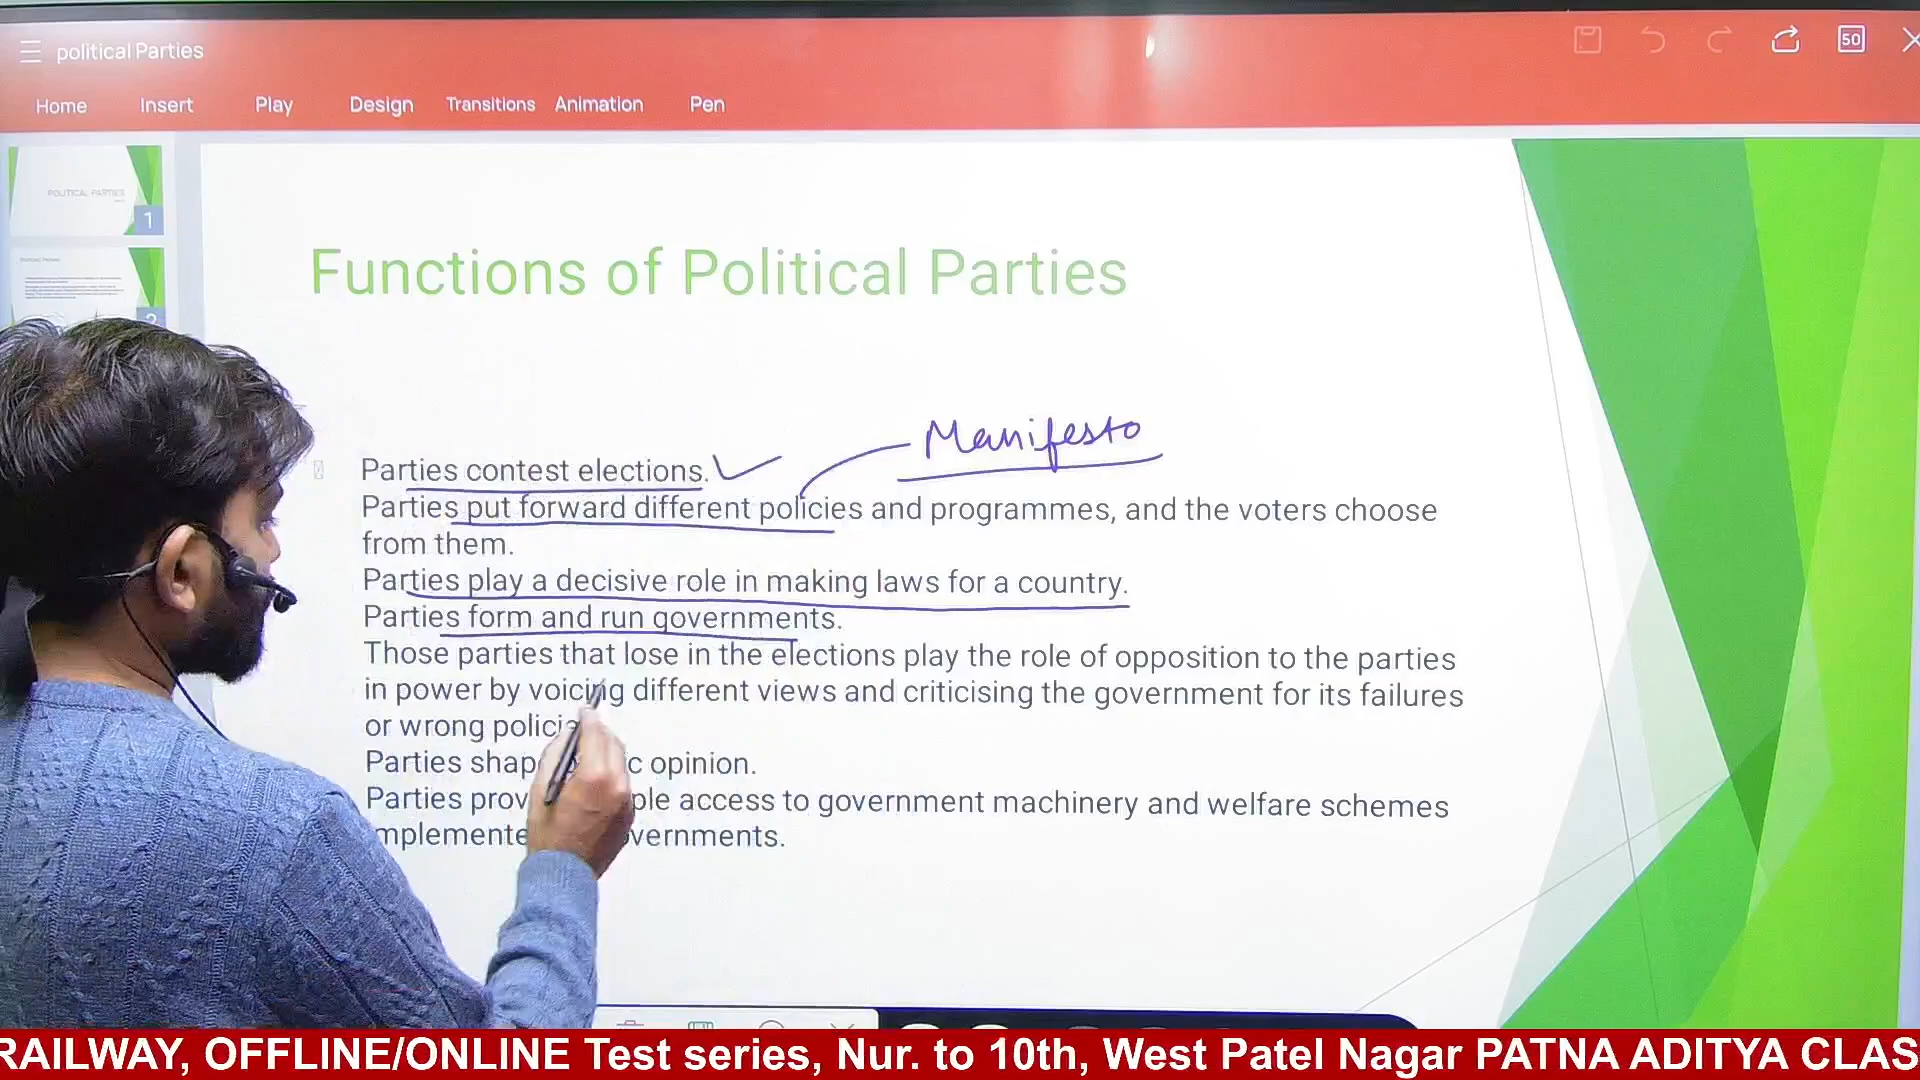 political Parties
50
Home Insert Play Design Transitions Animation Pen
POLITICAL PARTIES
1
2
Functions of Political Parties
Manifesto
Parties contest elections.
Parties put forward different policies and programmes, and the voters choose
from them.
Parties play a decisive role in making laws for a country.
Parties form and run governments.
Those parties that lose in the elections play the role of opposition to the parties
in power by voicing different views and criticising the government for its failures
or wrong polici
Parties shap c opinion.
Parties prov ple access to government machinery and welfare schemes
mplemente vernments.
RAILWAY, OFFLINE/ONLINE Test series, Nur. to 10th, West Patel Nagar PATNA ADITYA CLAS